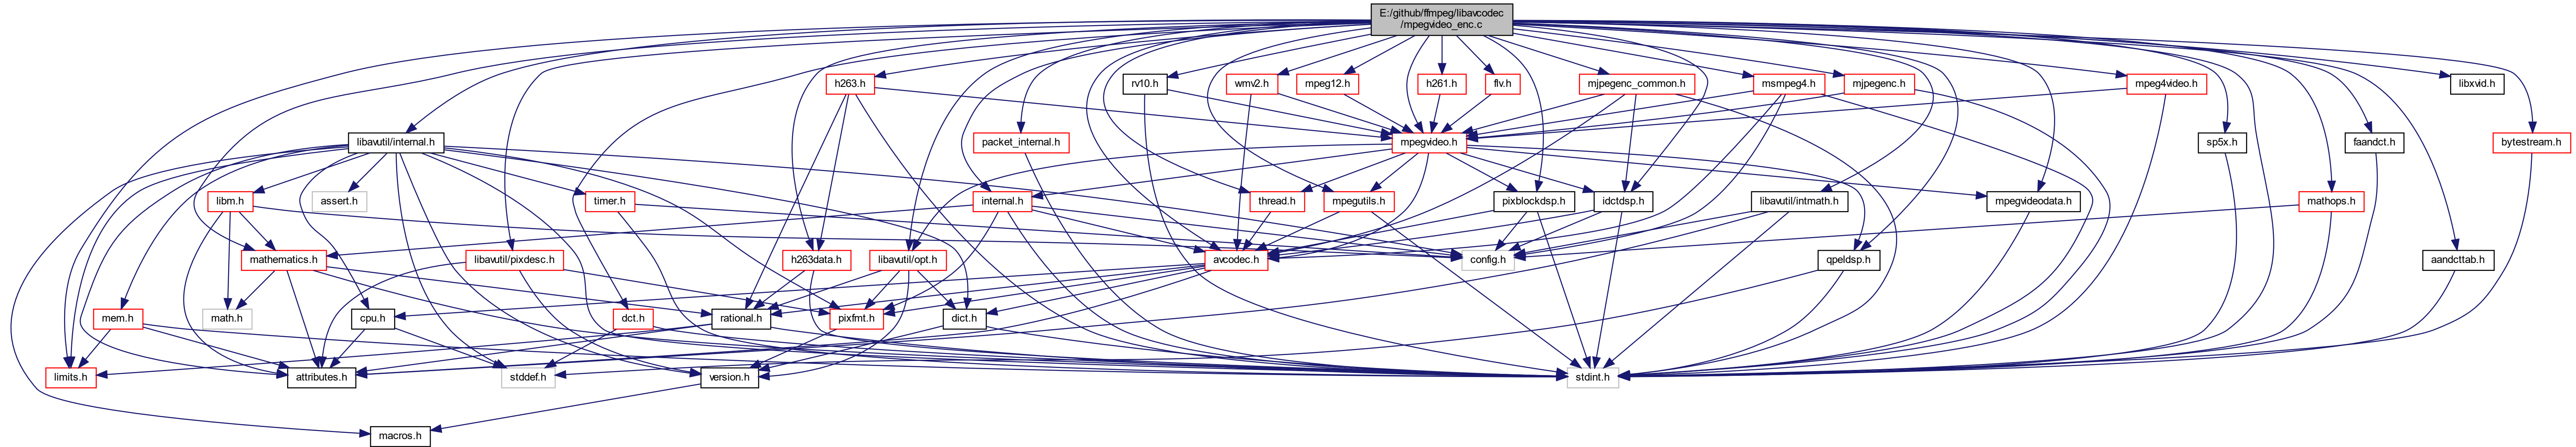 E:/github/ffmpeg/libavcodec
/mpegvideo_enc.c
h263.h
rv10.h
wmv2.h
mpeg12.h
h261.h
flv.h
mjpegenc_common.h
msmpeg4.h
mjpegenc.h
mpeg4video.h
libxvid.h
libavutil/internal.h
packet_internal.h
mpegvideo.h
sp5x.h
faandct.h
bytestream.h
libm.h
assert.h
timer.h
internal.h
thread.h
mpegutils.h
pixblockdsp.h
idctdsp.h
libavutil/intmath.h
mpegvideodata.h
mathops.h
mathematics.h
libavutil/pixdesc.h
h263data.h
libavutil/opt.h
avcodec.h
config.h
qpeldsp.h
aandcttab.h
mem.h
math.h
cpu.h
dct.h
rational.h
pixfmt.h
dict.h
limits.h
attributes.h
stddef.h
version.h
stdint.h
macros.h